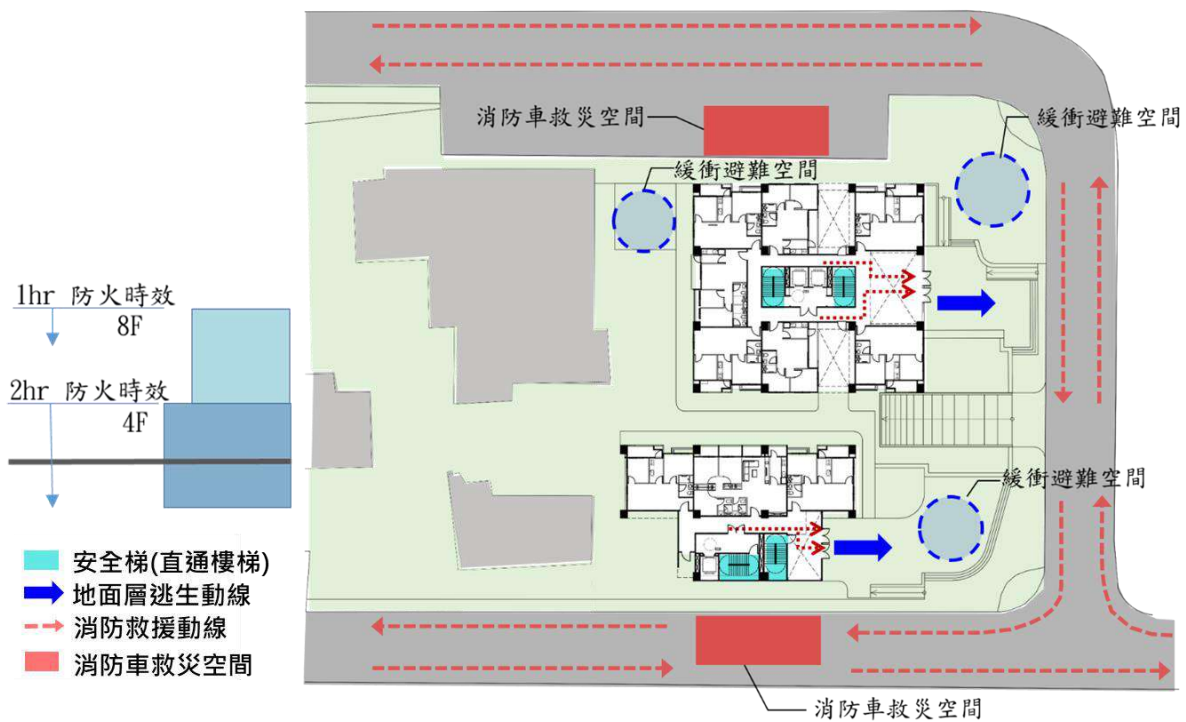 消防車救災空間
緩衝避難空間
緩衝避難空間
1hr 防火時效
8F
2hr 防火時效
4F
緩衝避難空間
安全梯(直通樓梯)
地面層逃生動線
消防救援動線
消防車救災空間
消防車救災空間